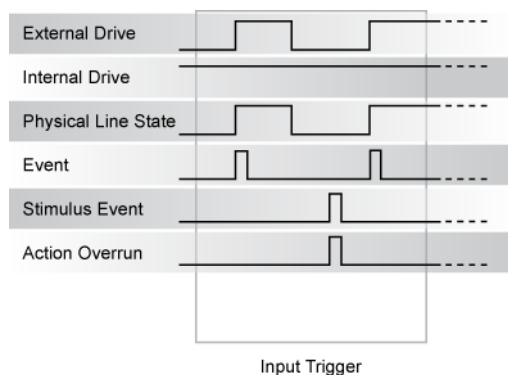 External Drive
Internal Drive
Physical Line State
Event
Stimulus Event
Action Overrun
Input Trigger